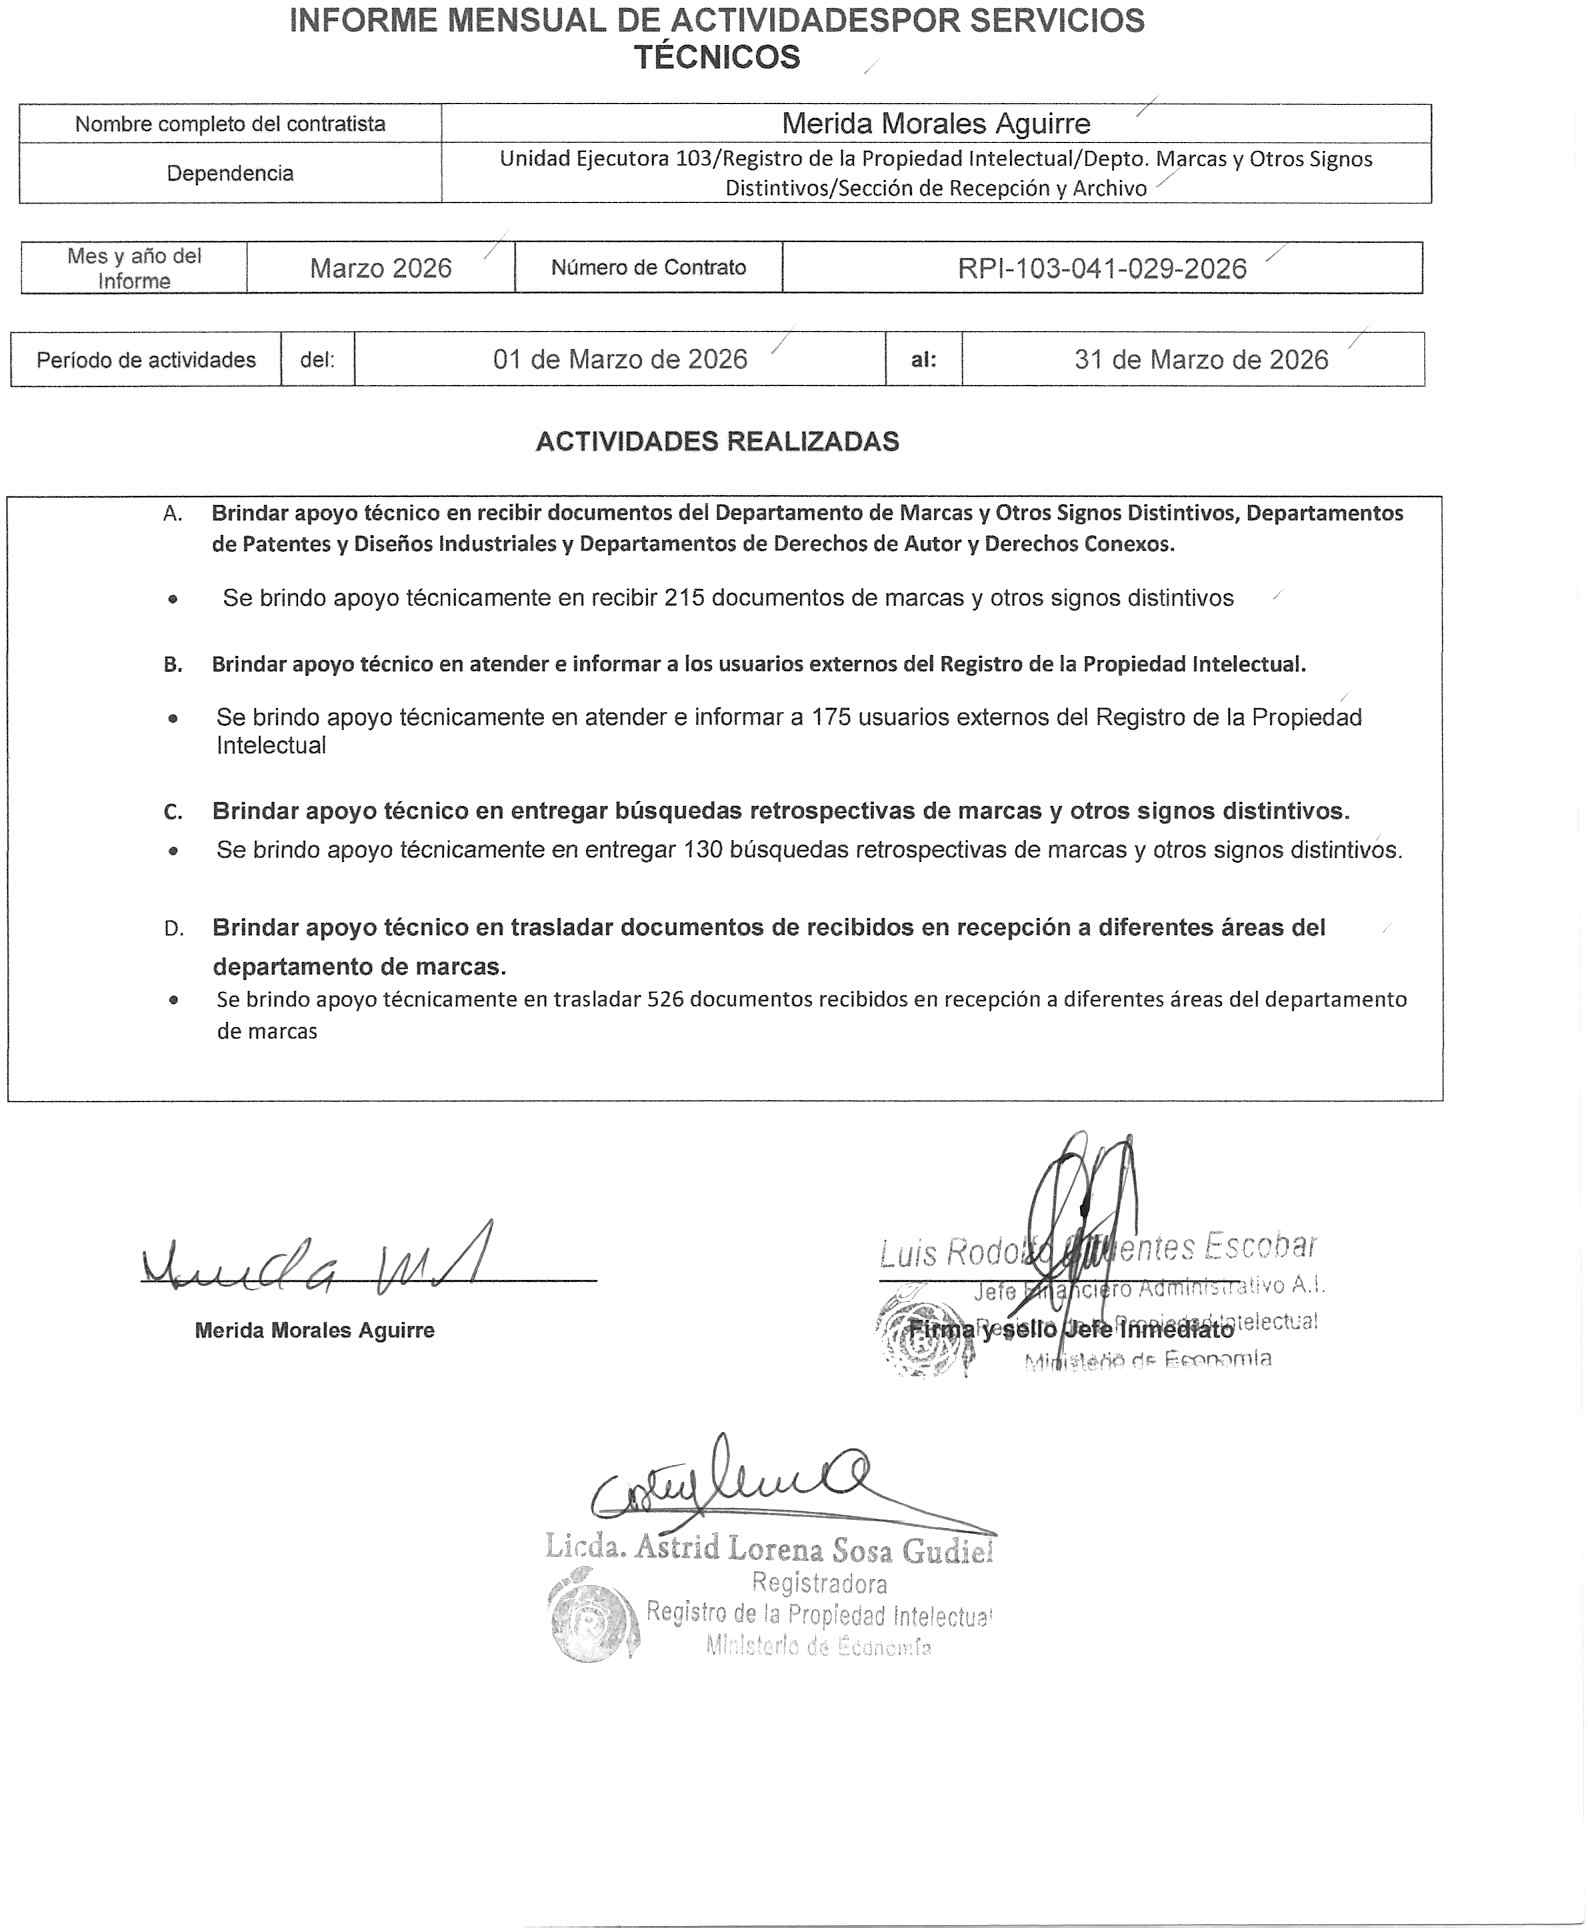 INFORME MENSUAL DE ACTIVIDADESPOR SERVICIOS
TÉCNICOS
Nombre completo del contratista
Merida Morales Aguirre
Dependencia
Unidad Ejecutora 103/Registro de la Propiedad Intelectual/Depto. Marcas y Otros Signos
Distintivos/Sección de Recepción y Archivo
Mes y año del
Informe
Marzo 2026
Número de Contrato
RPI-103-041-029-2026
Período de actividades
del:
01 de Marzo de 2026
al:
31 de Marzo de 2026
ACTIVIDADES REALIZADAS
A. Brindar apoyo técnico en recibir documentos del Departamento de Marcas y Otros Signos Distintivos, Departamentos
de Patentes y Diseños Industriales y Departamentos de Derechos de Autor y Derechos Conexos.
• Se brindo apoyo técnicamente en recibir 215 documentos de marcas y otros signos distintivos
B. Brindar apoyo técnico en atender e informar a los usuarios externos del Registro de la Propiedad Intelectual.
• Se brindo apoyo técnicamente en atender e informar a 175 usuarios externos del Registro de la Propiedad
Intelectual
C. Brindar apoyo técnico en entregar búsquedas retrospectivas de marcas y otros signos distintivos.
• Se brindo apoyo técnicamente en entregar 130 búsquedas retrospectivas de marcas y otros signos distintivos.
D. Brindar apoyo técnico en trasladar documentos de recibidos en recepción a diferentes áreas del
departamento de marcas.
• Se brindo apoyo técnicamente en trasladar 526 documentos recibidos en recepción a diferentes áreas del departamento
de marcas
Merida M A
Merida Morales Aguirre
Luis Rodolfo Escobar
Jefe Financiero Administrativo A.I.
Registro de la Propiedad Intelectual
Firma y sello Jefe Inmediato
Ministerio de Economía
Licda. Astrid Lorena Sosa Gudiel
Registradora
Registro de la Propiedad Intelectual
Ministerio de Economía